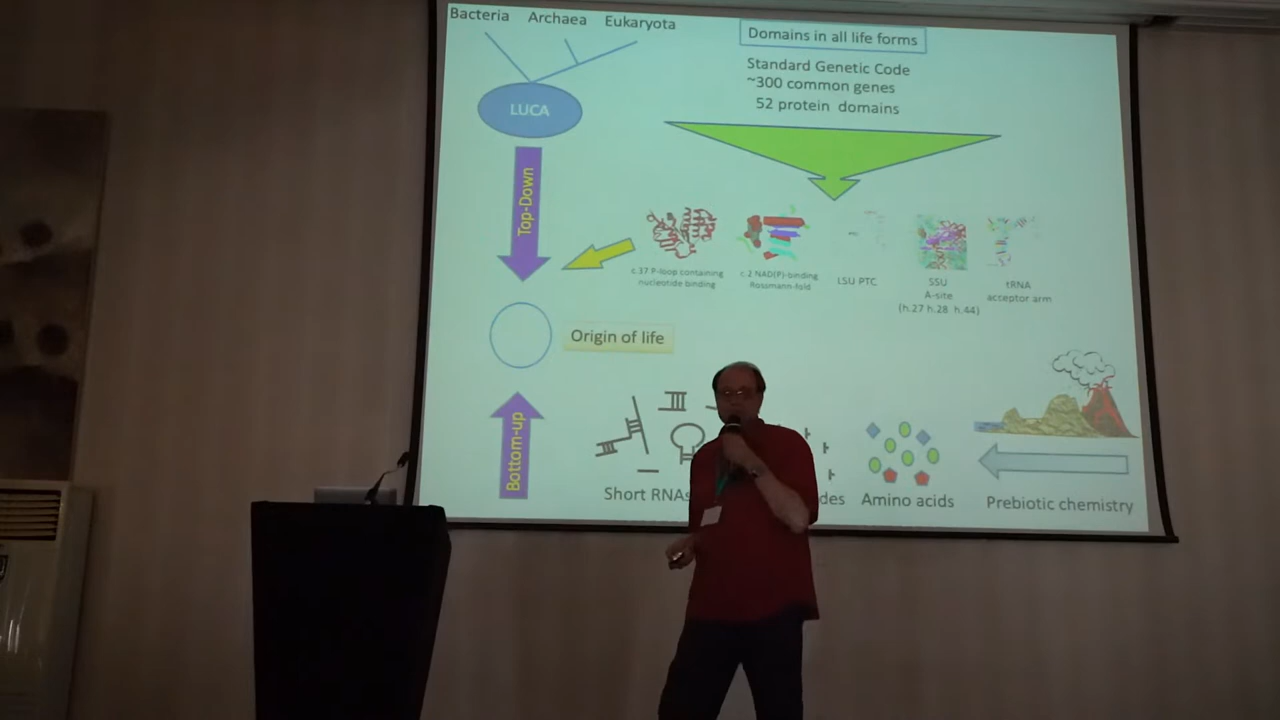 Bacteria Archaea Eukaryota
Domains in all life forms
Standard Genetic Code
~300 common genes
52 protein domains
LUCA
Top-Down
c.37 P-loop containing
nucleotide binding
c.2 NAD(P)-binding
Rossmann-fold
LSU PTC
SSU
A-site
(h.27 h.28 h.44)
tRNA
acceptor arm
Origin of life
Bottom-up
Short RNAs
des
Amino acids
Prebiotic chemistry